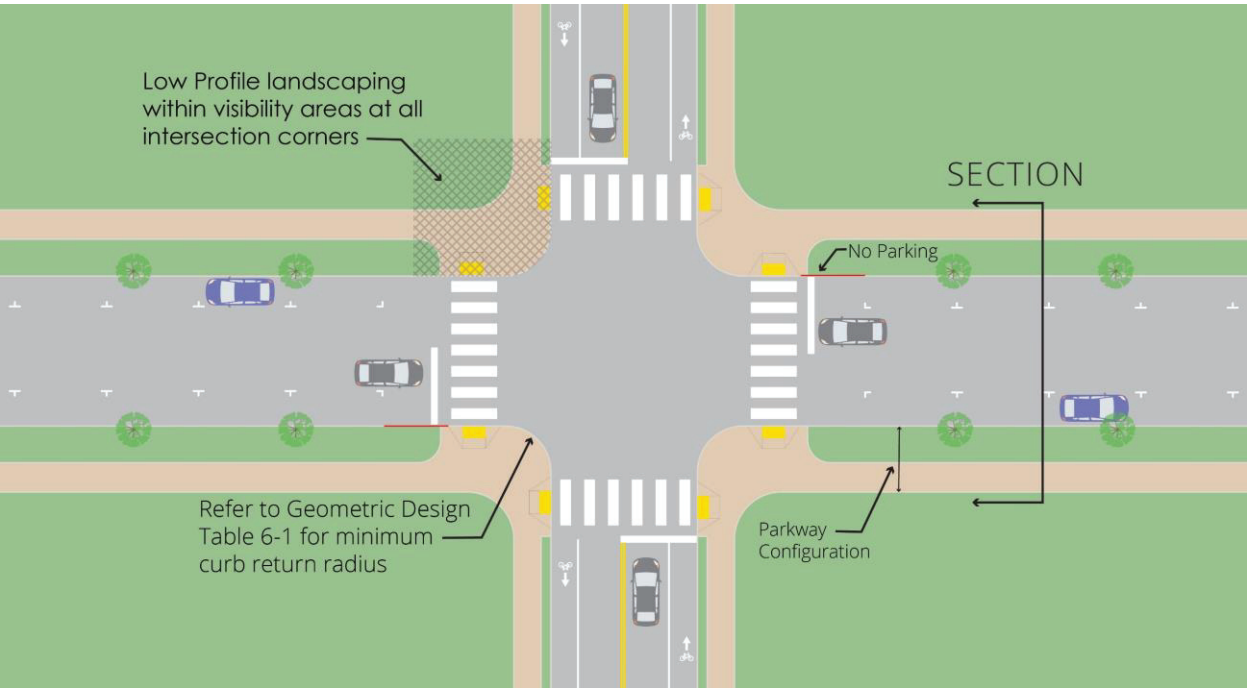 Low Profile landscaping
within visibility areas at all
intersection corners
SECTION
No Parking
Refer to Geometric Design
Table 6-1 for minimum
curb return radius
Parkway
Configuration